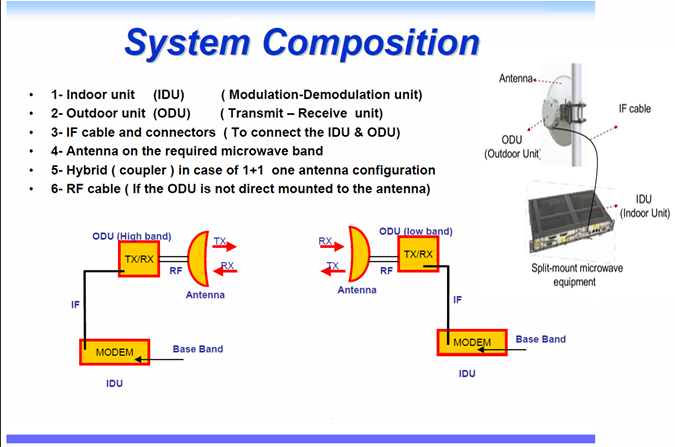 System Composition
• 1- Indoor unit (IDU) ( Modulation-Demodulation unit)
• 2- Outdoor unit (ODU) ( Transmit – Receive unit)
• 3- IF cable and connectors ( To connect the IDU & ODU)
• 4- Antenna on the required microwave band
• 5- Hybrid ( coupler ) in case of 1+1 one antenna configuration
• 6- RF cable ( If the ODU is not direct mounted to the antenna)
Antenna
IF cable
ODU
(Outdoor Unit)
IDU
(Indoor Unit)
Split-mount microwave
equipment
ODU (High band)
TX/RX
RF
TX
RX
Antenna
IF
MODEM
Base Band
IDU
ODU (low band)
RX
TX
TX/RX
RF
Antenna
IF
MODEM
Base Band
IDU